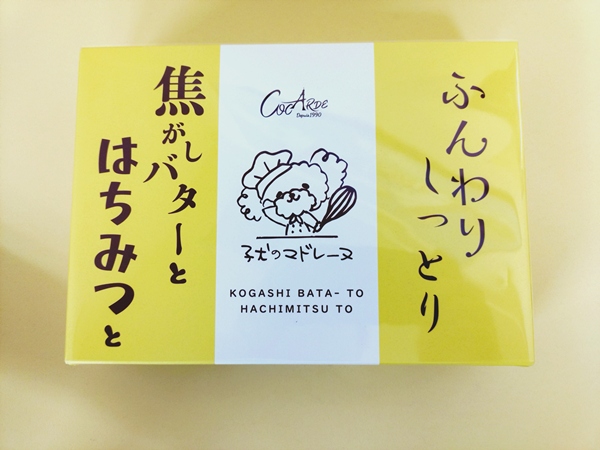 ふんわり
しっとり
CocArde
Depuis1990
子犬のマドレーヌ
KOGASHI BATA- TO
HACHIMITSU TO
焦がし
バターと
はちみつと